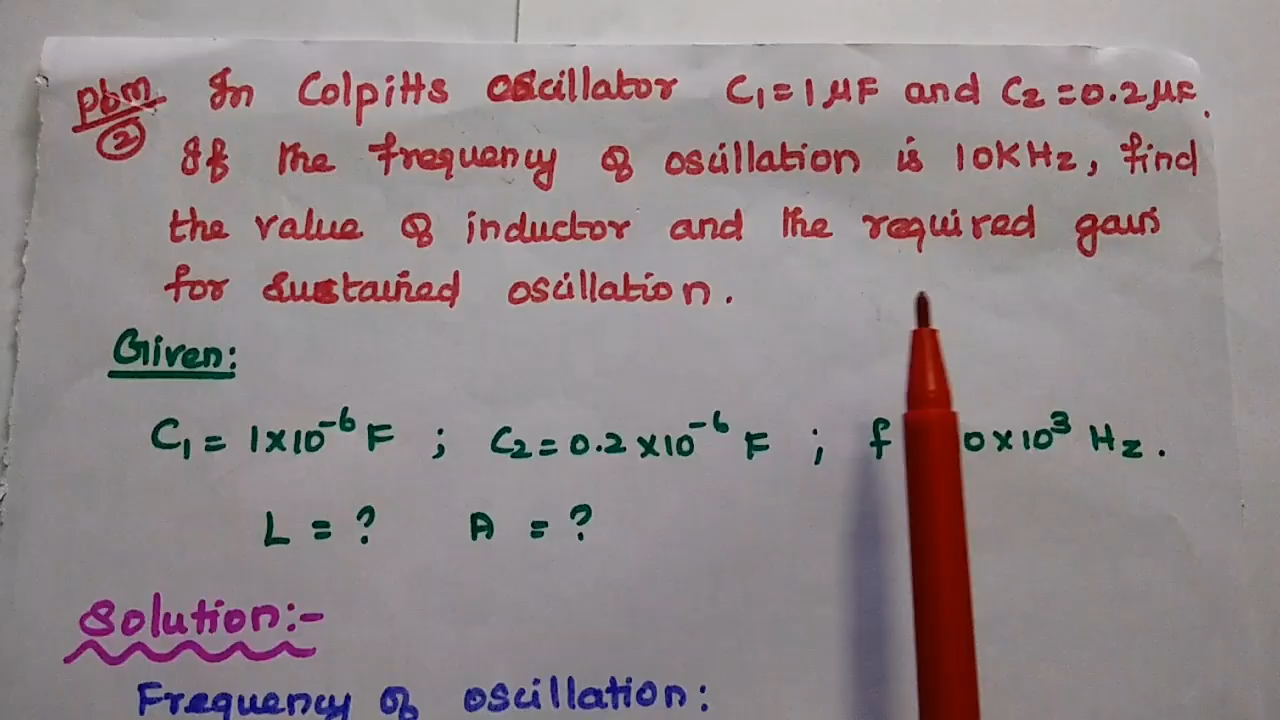 Pbm In Colpitts oscillator C₁=1μF and C₂=0.2μF.
② If the frequency of oscillation is 10KHz, find
the value of inductor and the required gain
for sustained oscillation.
Given:
C₁ = 1×10⁻⁶ F ; C₂ = 0.2×10⁻⁶ F ; f 0×10³ Hz.
L = ? A = ?
Solution:-
Frequency of oscillation: